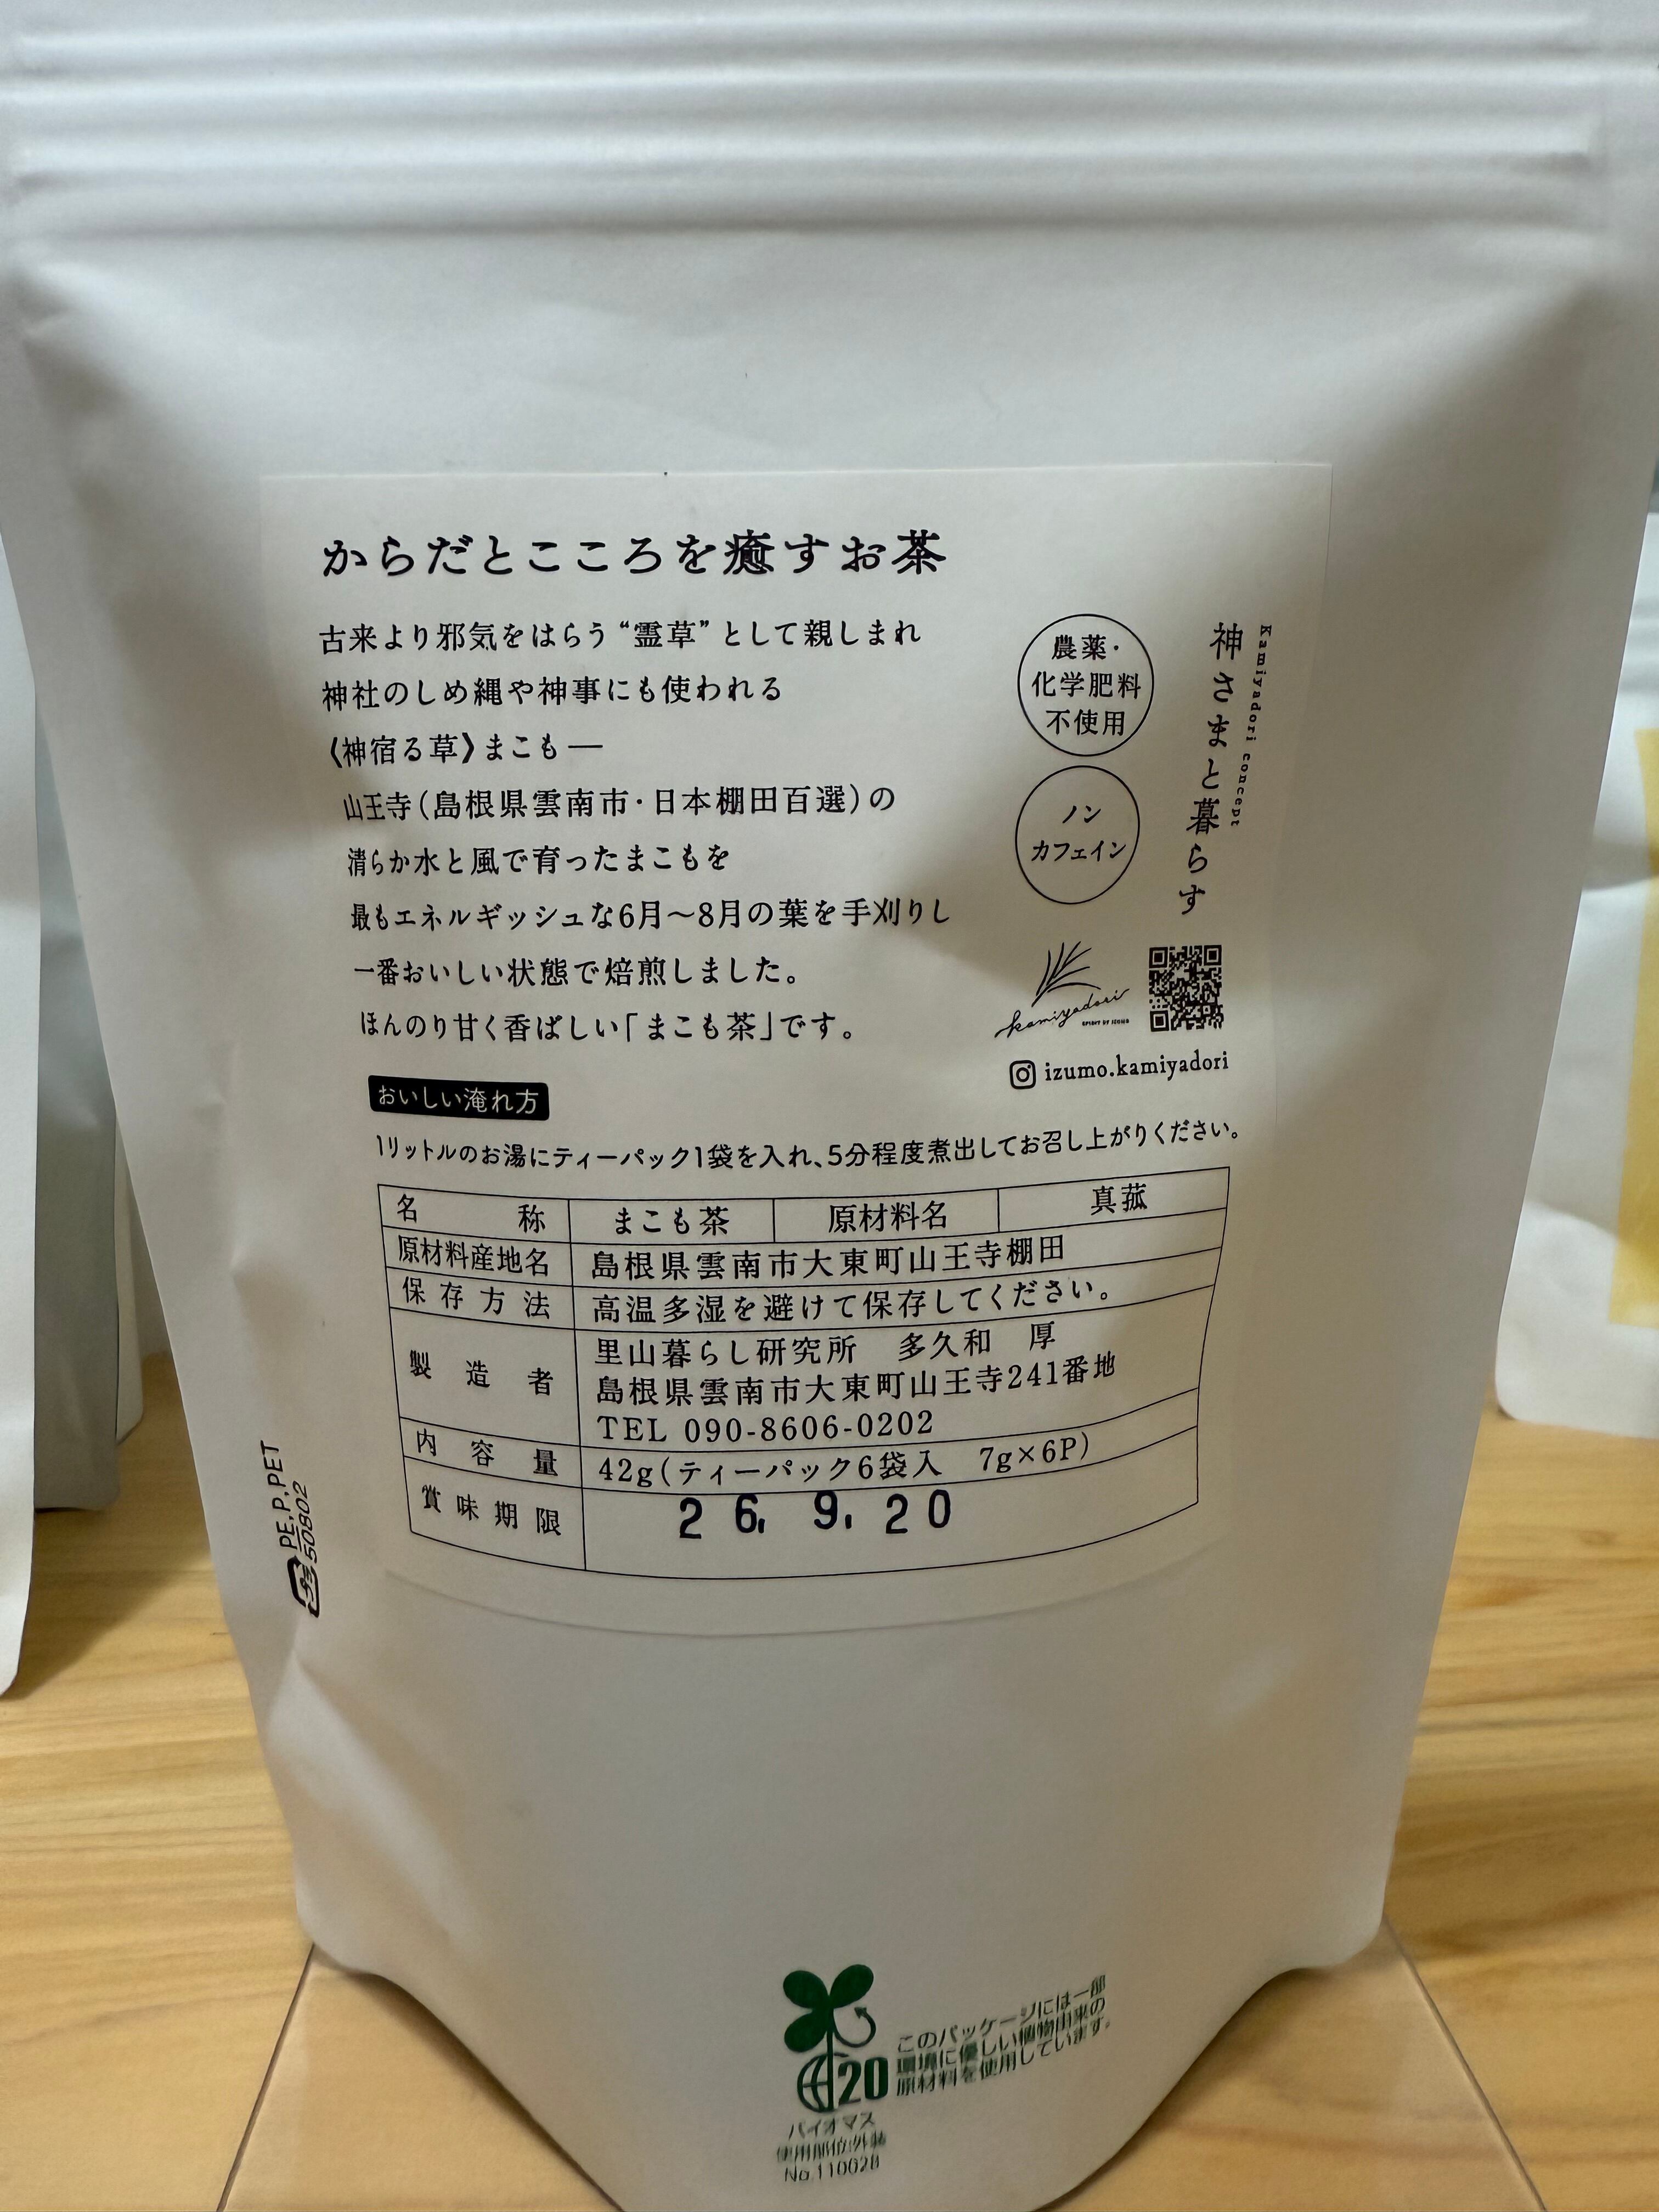 からだとこころを癒すお茶
古来より邪気をはらう“霊草”として親しまれ
神社のしめ縄や神事にも使われる
《神宿る草》まこも―
山王寺(島根県雲南市・日本棚田百選)の
清らか水と風で育ったまこもを
最もエネルギッシュな6月〜8月の葉を手刈りし
一番おいしい状態で焙煎しました。
ほんのり甘く香ばしい「まこも茶」です。
農薬・
化学肥料
不使用
ノン
カフェイン
神さまと暮らす
Kamiyadori concept
kamiyadori
SPIRIT OF IZUMO
izumo.kamiyadori
おいしい淹れ方
1リットルのお湯にティーパック1袋を入れ、5分程度煮出してお召し上がりください。
名称 まこも茶 原材料名 真菰
原材料産地名 島根県雲南市大東町山王寺棚田
保存方法 高温多湿を避けて保存してください。
製造者 里山暮らし研究所 多久和 厚
島根県雲南市大東町山王寺241番地
TEL 090-8606-0202
内容量 42g(ティーパック6袋入 7g×6P)
賞味期限 26. 9. 20
PE,P,PET
50802
このパッケージには一部
環境に優しい植物由来の
原材料を使用しています。
20
バイオマス
使用部位:外装
No.110028